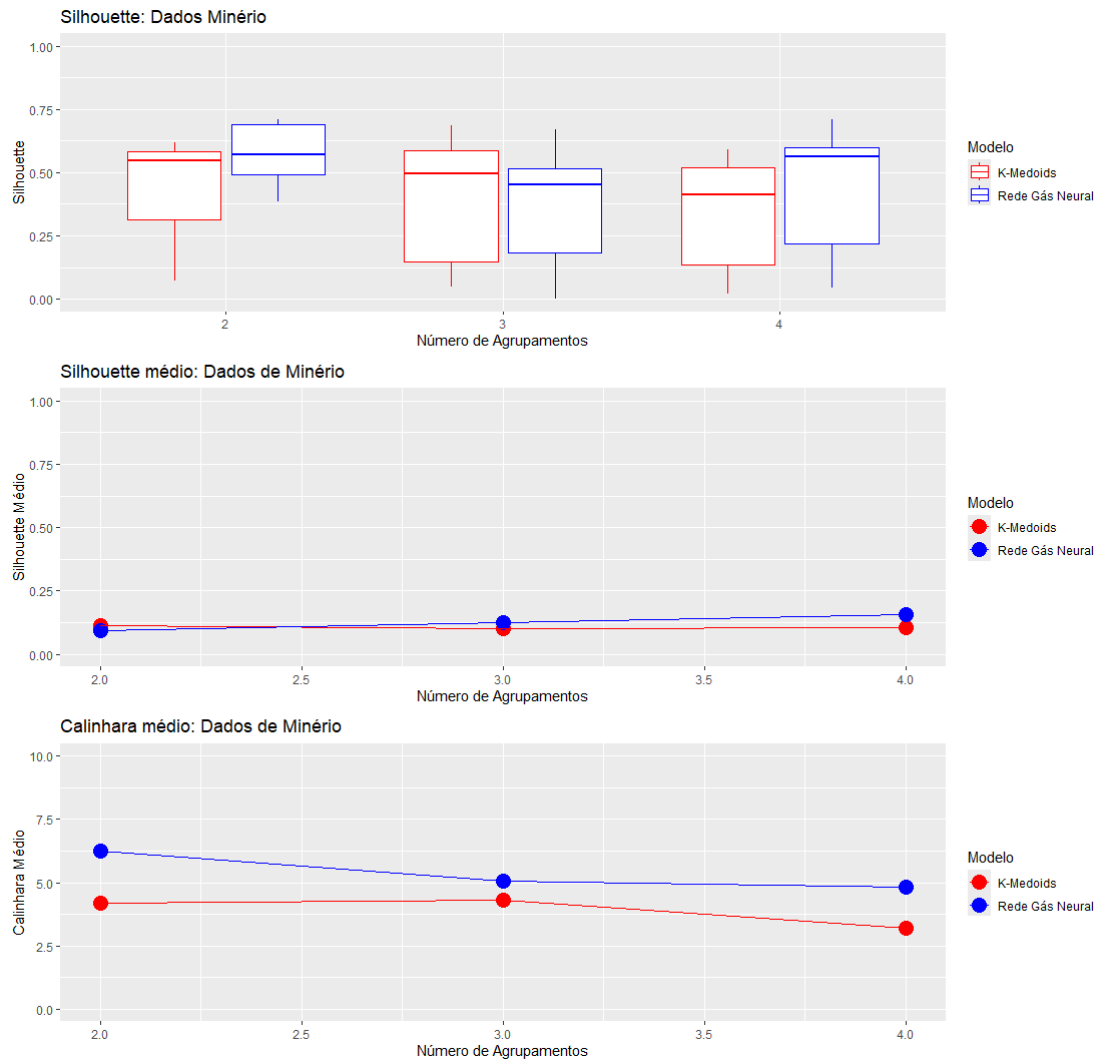 Silhouette: Dados Minério
1.00
0.75
0.50
0.25
0.00
Silhouette
2
3
4
Número de Agrupamentos
Modelo
K-Medoids
Rede Gás Neural
Silhouette médio: Dados de Minério
1.00
0.75
0.50
0.25
0.00
Silhouette Médio
2.0
2.5
3.0
3.5
4.0
Número de Agrupamentos
Modelo
K-Medoids
Rede Gás Neural
Calinhara médio: Dados de Minério
10.0
7.5
5.0
2.5
0.0
Calinhara Médio
2.0
2.5
3.0
3.5
4.0
Número de Agrupamentos
Modelo
K-Medoids
Rede Gás Neural